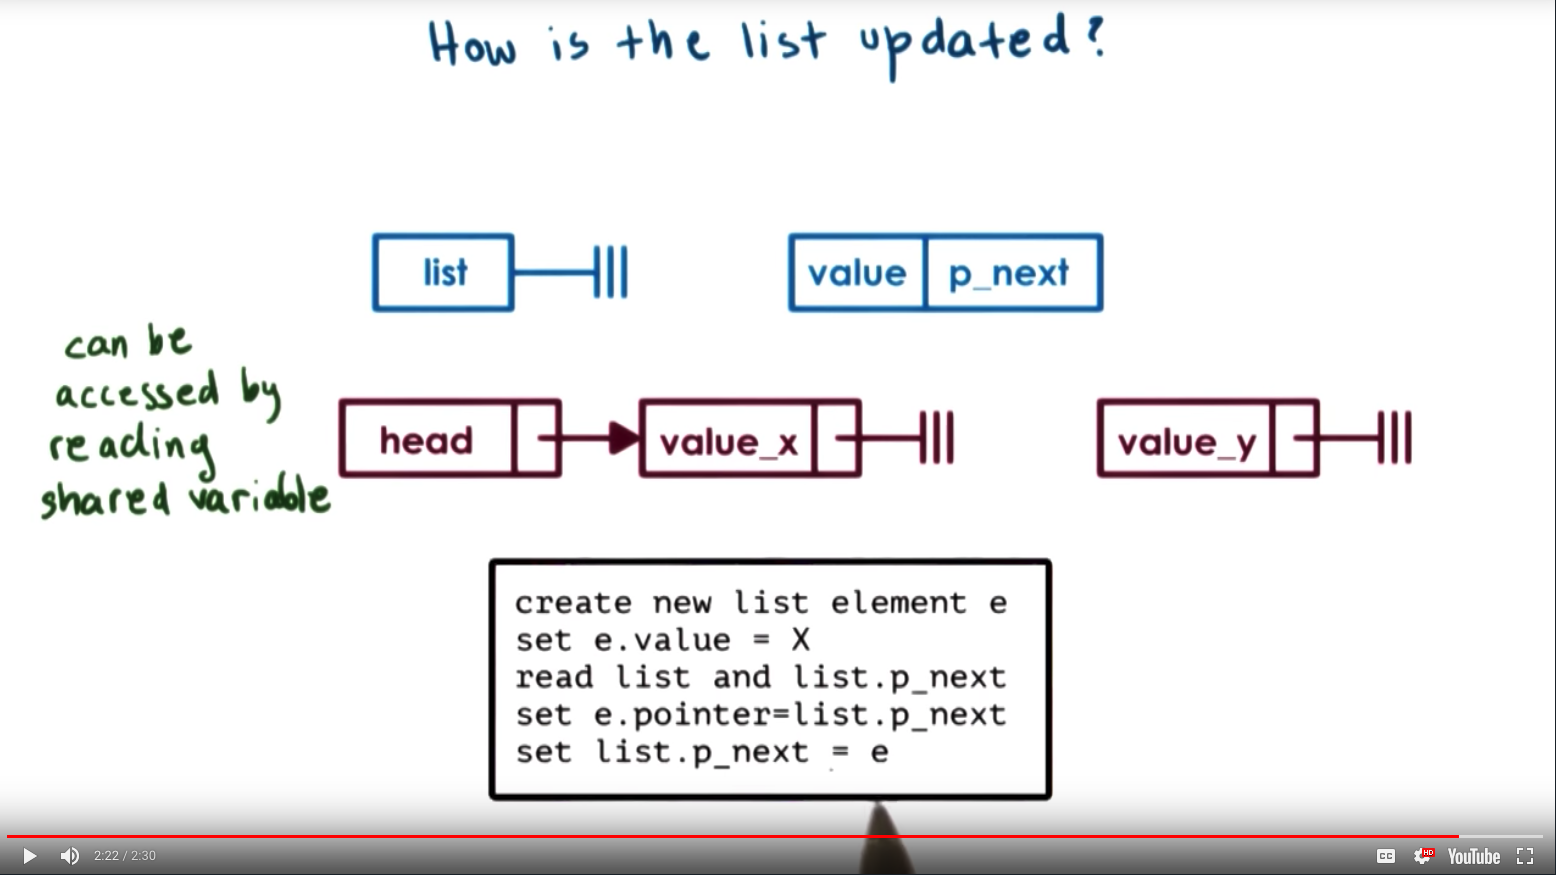 How is the list updated?
list
value p_next
can be
accessed by
reading
shared variable
head value_x value_y
create new list element e
set e.value = X
read list and list.p_next
set e.pointer=list.p_next
set list.p_next = e
2:22 / 2:30
CC HD YouTube